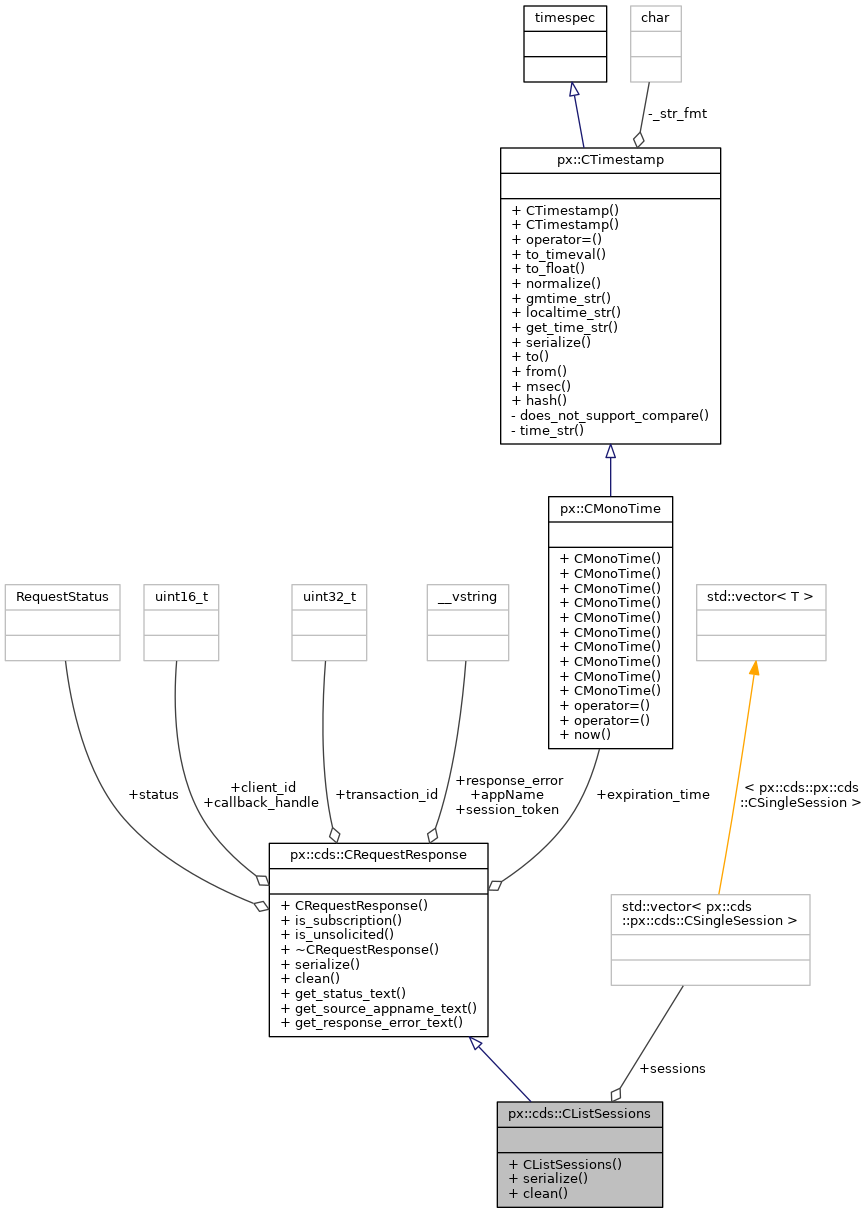 timespec
char
-_str_fmt
px::CTimestamp
+ CTimestamp()
+ CTimestamp()
+ operator=()
+ to_timeval()
+ to_float()
+ normalize()
+ gmtime_str()
+ localtime_str()
+ get_time_str()
+ serialize()
+ to()
+ from()
+ msec()
+ hash()
- does_not_support_compare()
- time_str()
px::CMonoTime
+ CMonoTime()
+ CMonoTime()
+ CMonoTime()
+ CMonoTime()
+ CMonoTime()
+ CMonoTime()
+ CMonoTime()
+ CMonoTime()
+ CMonoTime()
+ CMonoTime()
+ operator=()
+ operator=()
+ now()
RequestStatus
uint16_t
uint32_t
__vstring
std::vector< T >
+status
+client_id
+callback_handle
+transaction_id
+response_error
+appName
+session_token
+expiration_time
< px::cds::px::cds
::CSingleSession >
px::cds::CRequestResponse
+ CRequestResponse()
+ is_subscription()
+ is_unsolicited()
+ ~CRequestResponse()
+ serialize()
+ clean()
+ get_status_text()
+ get_source_appname_text()
+ get_response_error_text()
std::vector< px::cds
::px::cds::CSingleSession >
+sessions
px::cds::CListSessions
+ CListSessions()
+ serialize()
+ clean()